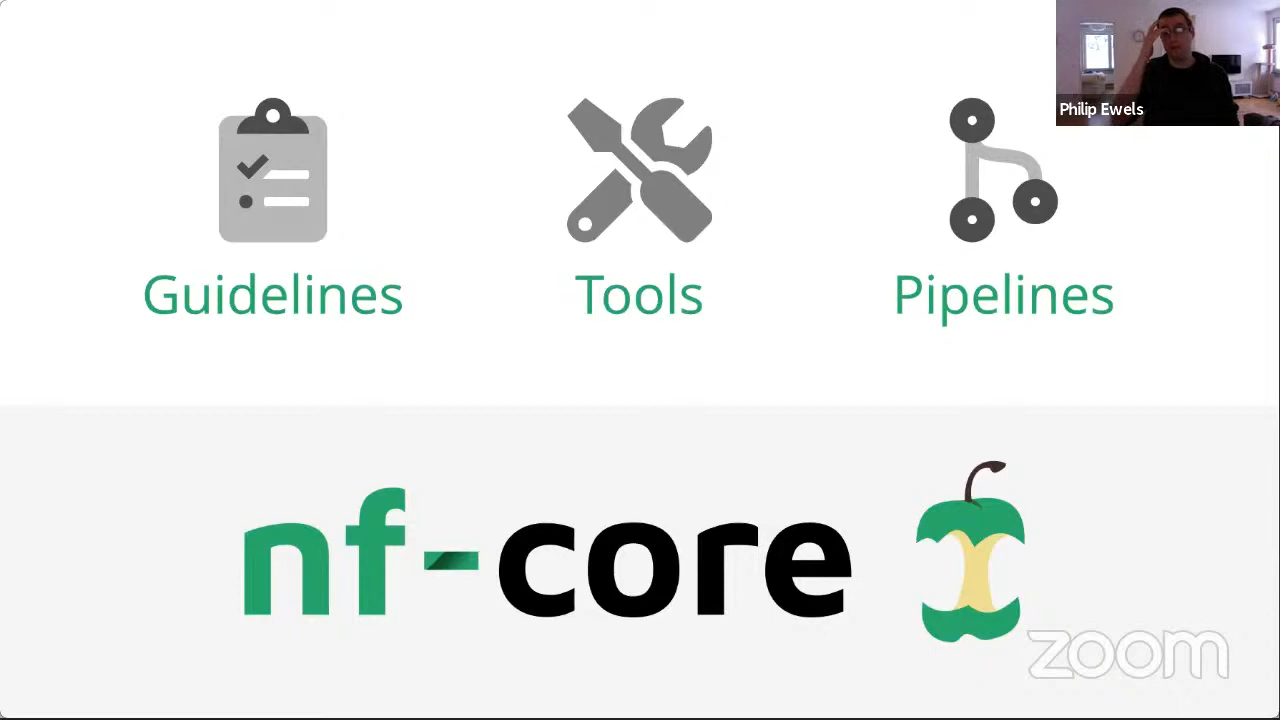 Philip Ewels
Guidelines
Tools
Pipelines
nf-core
zoom